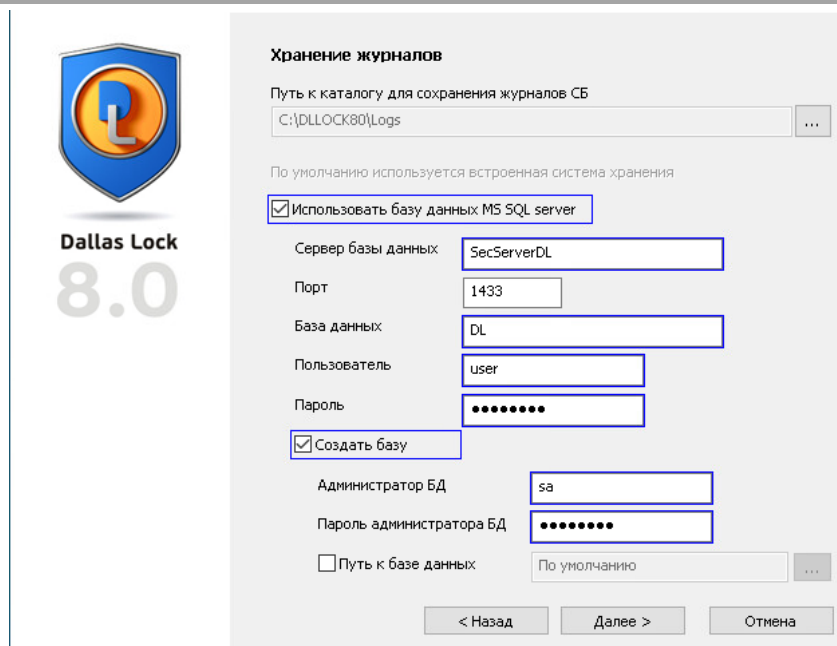 Хранение журналов
Путь к каталогу для сохранения журналов СБ
C:\DLLOCK80\Logs
...
По умолчанию используется встроенная система хранения
Использовать базу данных MS SQL server
Dallas Lock
8.0
Сервер базы данных SecServerDL
Порт 1433
База данных DL
Пользователь user
Пароль ●●●●●●●●
Создать базу
Администратор БД sa
Пароль администратора БД ●●●●●●●●
Путь к базе данных По умолчанию ...
< Назад Далее > Отмена